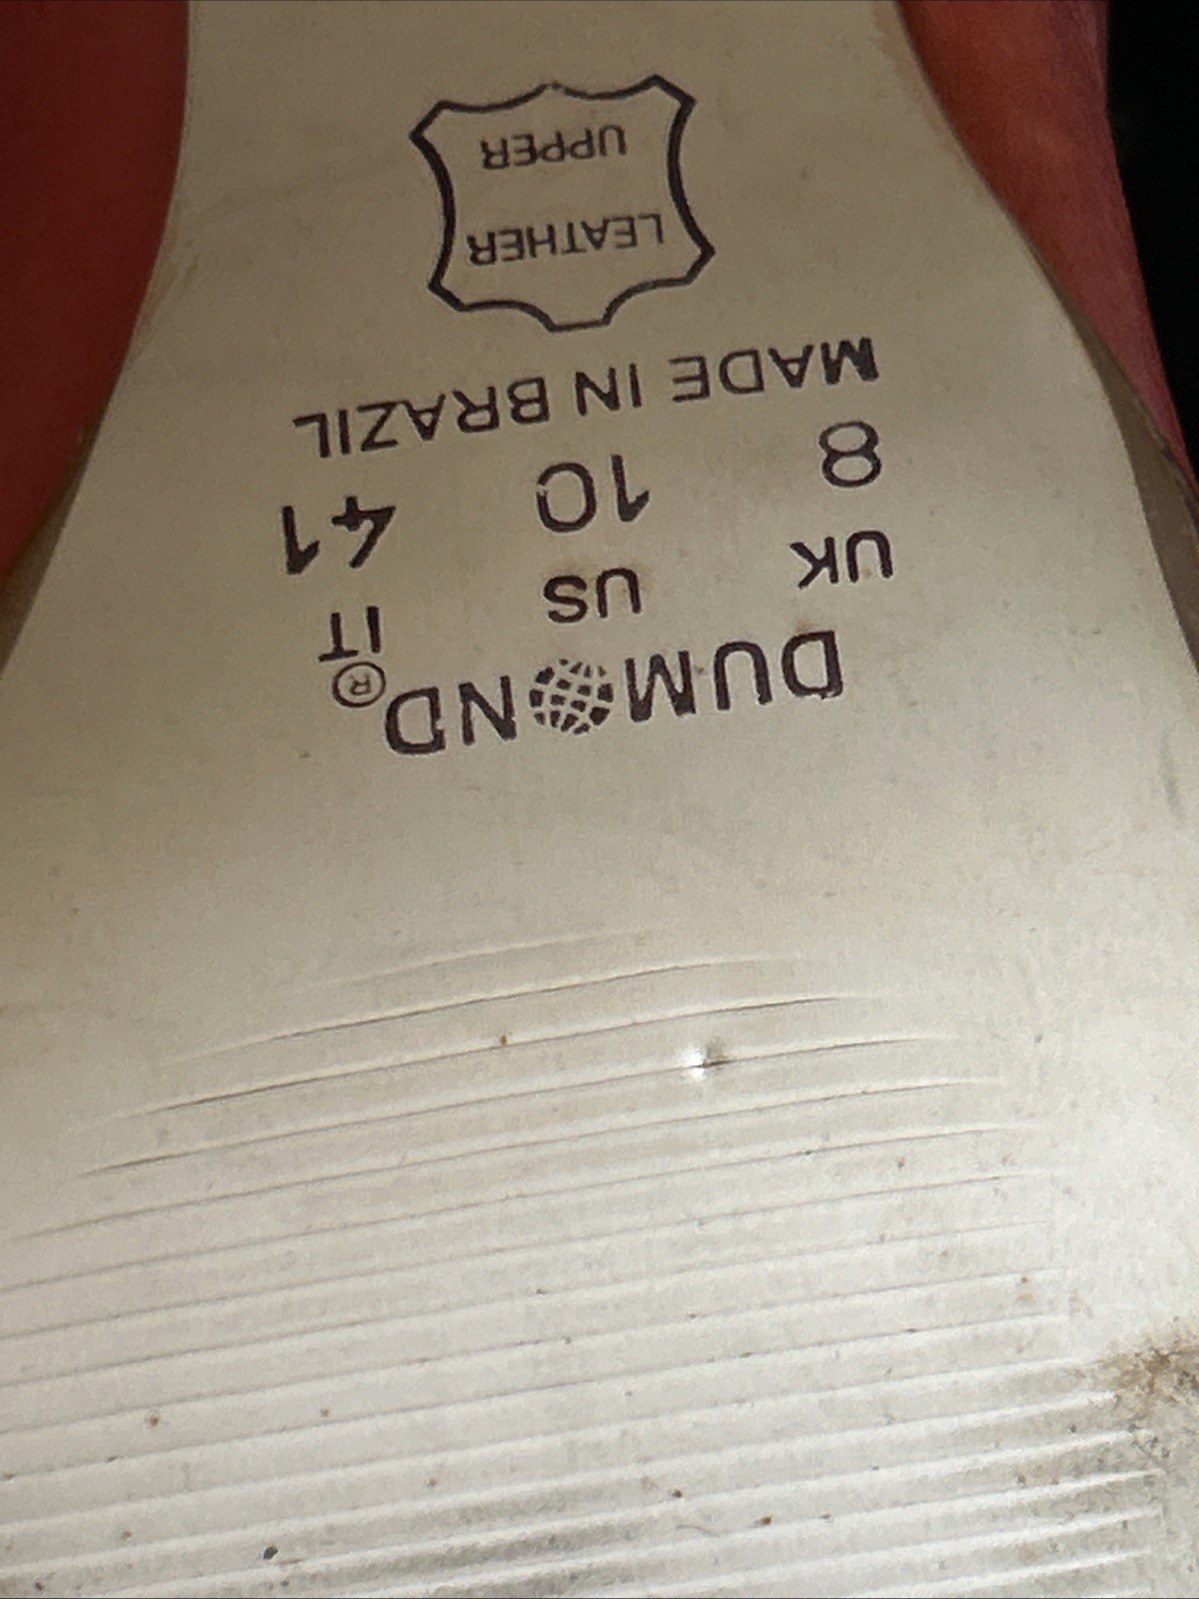 DUMOND®
UK US IT
8 10 41
MADE IN BRAZIL
LEATHER
UPPER